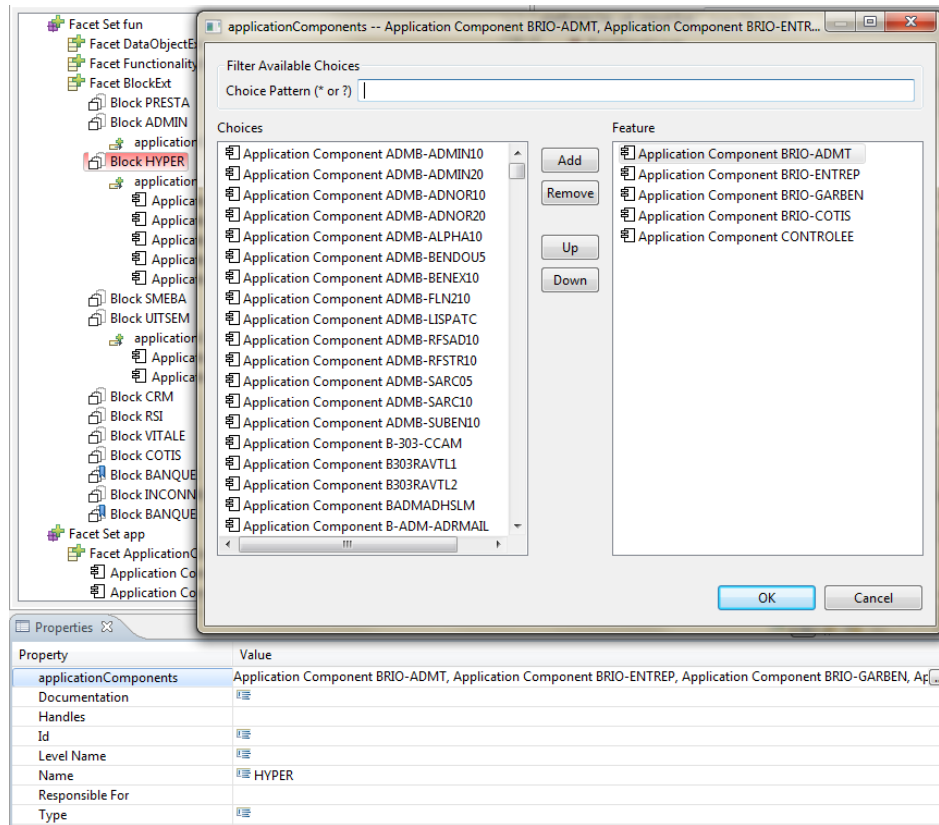 Facet Set fun
Facet DataObjectEx
Facet Functionality
Facet BlockExt
Block PRESTA
Block ADMIN
application
Block HYPER
application
Applica
Applica
Applica
Applica
Applica
Block SMEBA
Block UITSEM
application
Applica
Applica
Block CRM
Block RSI
Block VITALE
Block COTIS
Block BANQUE
Block INCONN
Block BANQUE
Facet Set app
Facet ApplicationC
Application Co
Application Co
applicationComponents -- Application Component BRIO-ADMT, Application Component BRIO-ENTR...
Filter Available Choices
Choice Pattern (* or ?)
Choices
Application Component ADMB-ADMIN10
Application Component ADMB-ADMIN20
Application Component ADMB-ADNOR10
Application Component ADMB-ADNOR20
Application Component ADMB-ALPHA10
Application Component ADMB-BENDOU5
Application Component ADMB-BENEX10
Application Component ADMB-FLN210
Application Component ADMB-LISPATC
Application Component ADMB-RFSAD10
Application Component ADMB-RFSTR10
Application Component ADMB-SARC05
Application Component ADMB-SARC10
Application Component ADMB-SUBEN10
Application Component B-303-CCAM
Application Component B303RAVTL1
Application Component B303RAVTL2
Application Component BADMADHSLM
Application Component B-ADM-ADRMAIL
Add
Remove
Up
Down
Feature
Application Component BRIO-ADMT
Application Component BRIO-ENTREP
Application Component BRIO-GARBEN
Application Component BRIO-COTIS
Application Component CONTROLEE
OK
Cancel
Properties
Property Value
applicationComponents Application Component BRIO-ADMT, Application Component BRIO-ENTREP, Application Component BRIO-GARBEN, Ap
Documentation
Handles
Id
Level Name
Name HYPER
Responsible For
Type